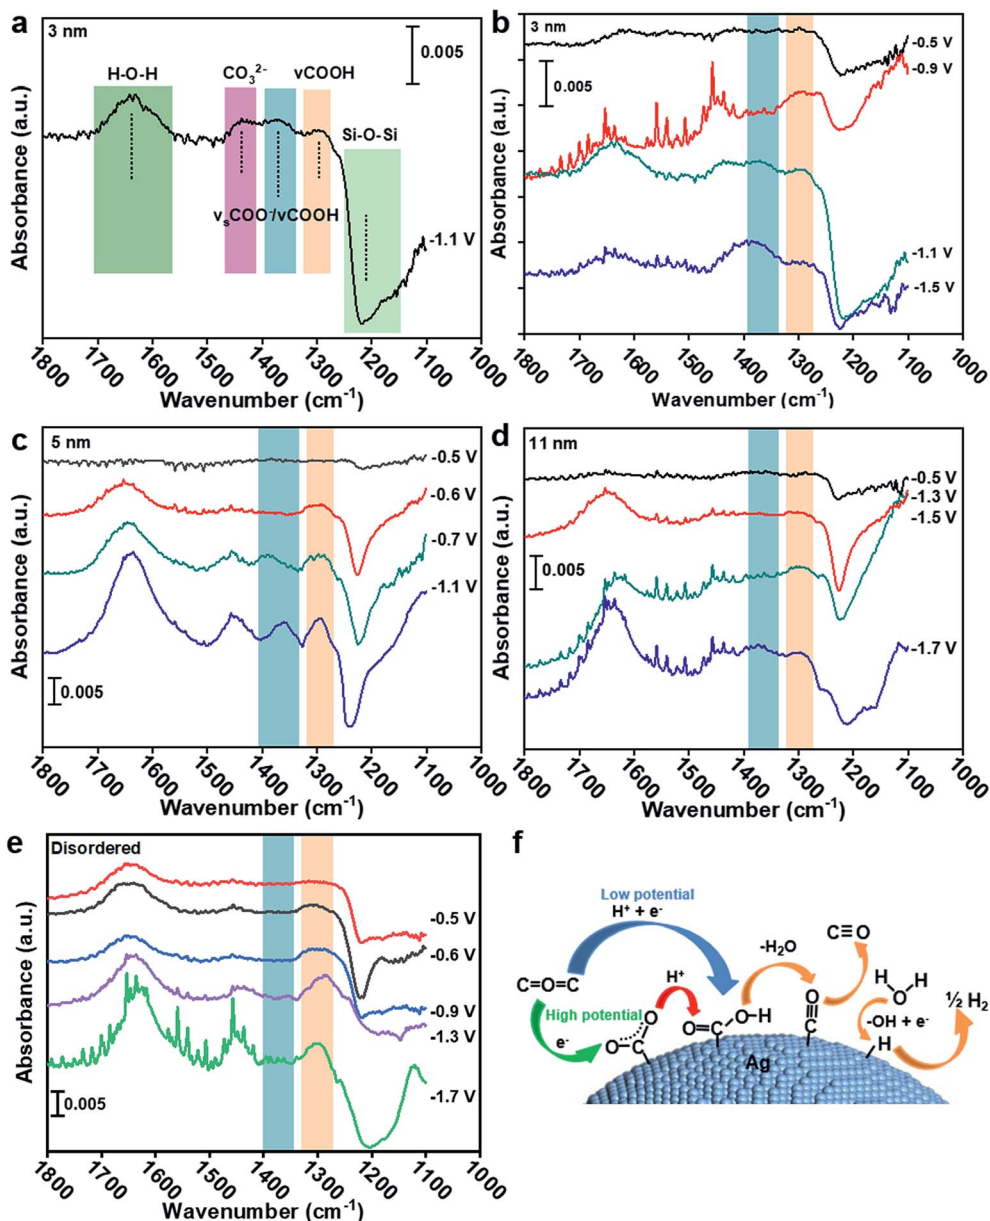 a
3 nm
0.005
H-O-H
CO₃²⁻
vCOOH
Si-O-Si
vₛCOO⁻/vCOOH
-1.1 V
Absorbance (a.u.)
1800 1700 1600 1500 1400 1300 1200 1100 1000
Wavenumber (cm⁻¹)
b
3 nm
-0.5 V
-0.9 V
0.005
-1.1 V
-1.5 V
Absorbance (a.u.)
1800 1700 1600 1500 1400 1300 1200 1100 1000
Wavenumber (cm⁻¹)
c
5 nm
-0.5 V
-0.6 V
-0.7 V
-1.1 V
0.005
Absorbance (a.u.)
1800 1700 1600 1500 1400 1300 1200 1100 1000
Wavenumber (cm⁻¹)
d
11 nm
-0.5 V
-1.3 V
-1.5 V
0.005
-1.7 V
Absorbance (a.u.)
1800 1700 1600 1500 1400 1300 1200 1100 1000
Wavenumber (cm⁻¹)
e
Disordered
-0.5 V
-0.6 V
-0.9 V
-1.3 V
-1.7 V
0.005
Absorbance (a.u.)
1800 1700 1600 1500 1400 1300 1200 1100 1000
Wavenumber (cm⁻¹)
f
Low potential
H⁺ + e⁻
C≡O
-H₂O
H⁺
C=O=C
High potential
e⁻
O C O
O=C O-H
O≡C
H O H
-OH + e⁻
H
½ H₂
Ag